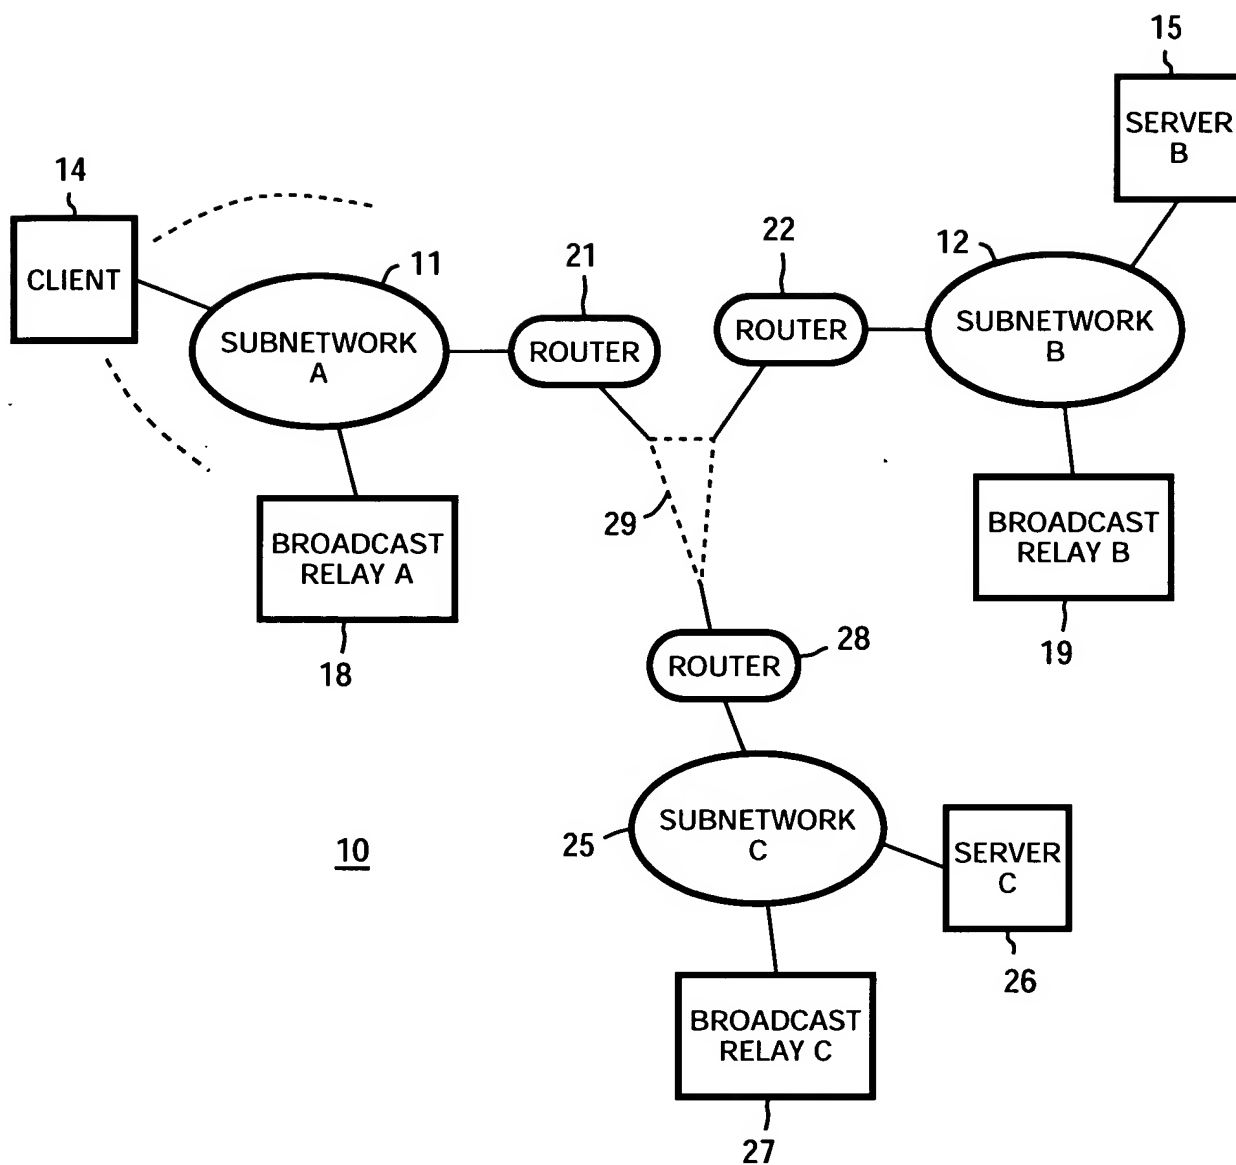 15
SERVER
B
14
CLIENT
11
SUBNETWORK
A
21
ROUTER
22
ROUTER
12
SUBNETWORK
B
29
BROADCAST
RELAY A
18
BROADCAST
RELAY B
19
ROUTER
28
10
25
SUBNETWORK
C
SERVER
C
26
BROADCAST
RELAY C
27